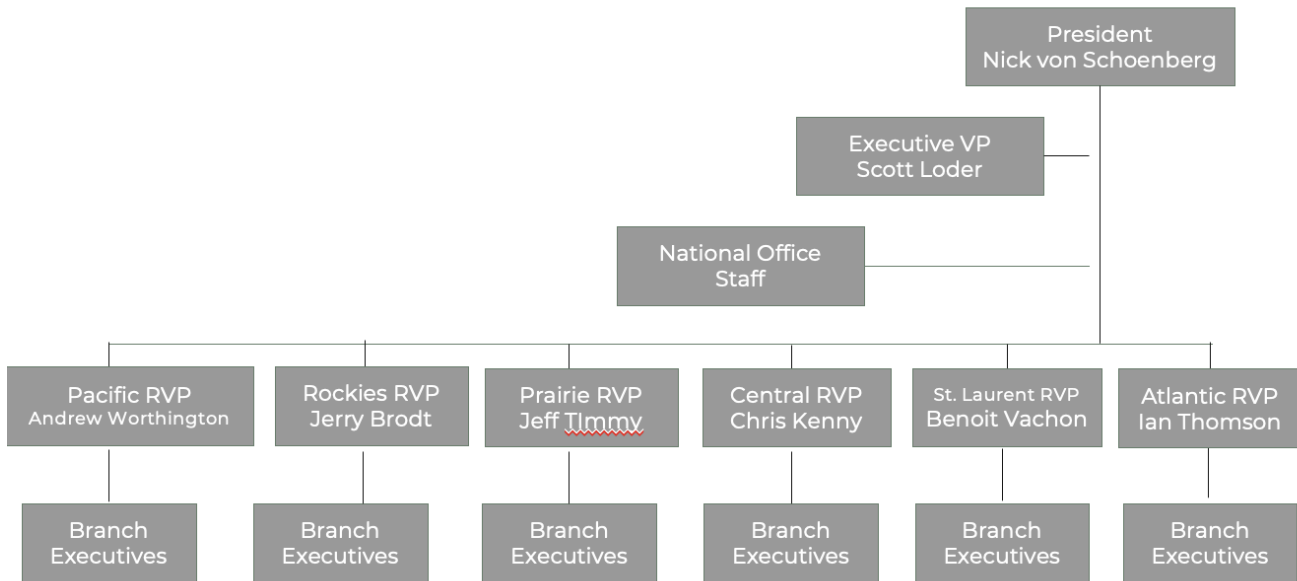 President
Nick von Schoenberg
Executive VP
Scott Loder
National Office
Staff
Pacific RVP
Andrew Worthington
Rockies RVP
Jerry Brodt
Prairie RVP
Jeff TImmy
Central RVP
Chris Kenny
St. Laurent RVP
Benoit Vachon
Atlantic RVP
Ian Thomson
Branch
Executives
Branch
Executives
Branch
Executives
Branch
Executives
Branch
Executives
Branch
Executives